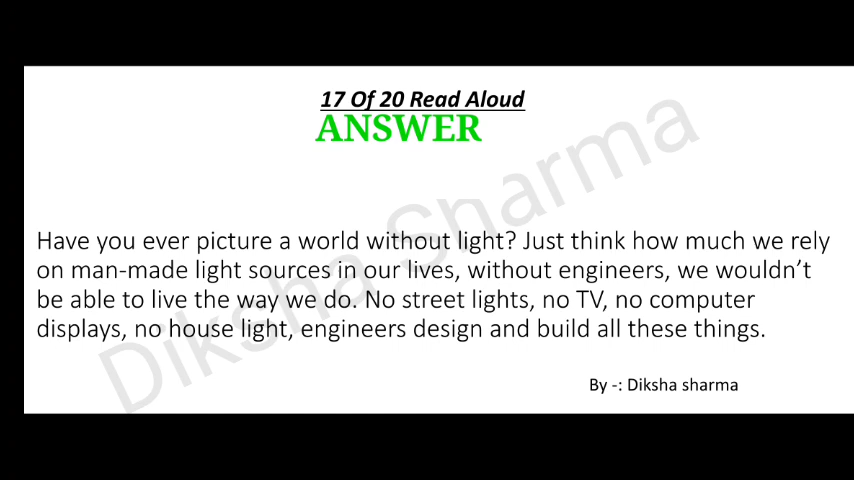 17 Of 20 Read Aloud
ANSWER
Have you ever picture a world without light? Just think how much we rely
on man-made light sources in our lives, without engineers, we wouldn’t
be able to live the way we do. No street lights, no TV, no computer
displays, no house light, engineers design and build all these things.
By -: Diksha sharma
Diksha Sharma